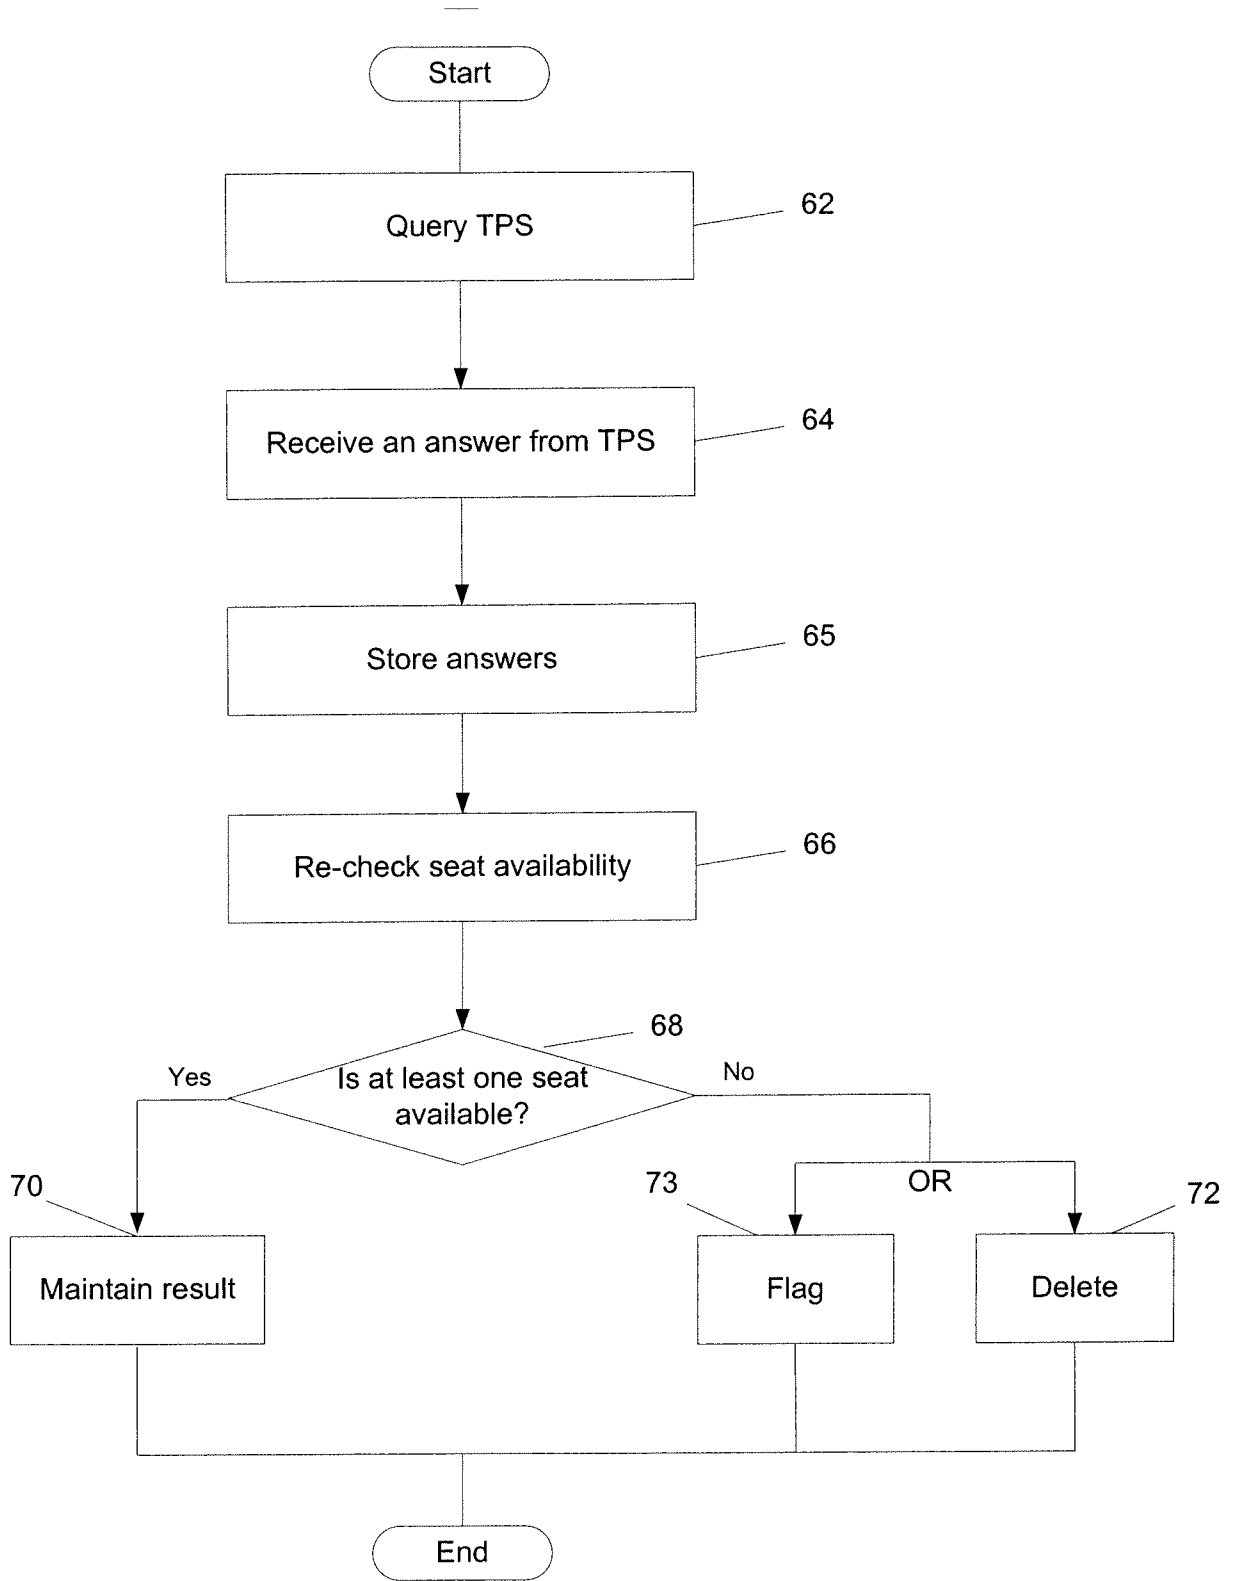 Start
Query TPS
62
Receive an answer from TPS
64
Store answers
65
Re-check seat availability
66
68
Is at least one seat
available?
Yes
No
OR
70
73
72
Maintain result
Flag
Delete
End